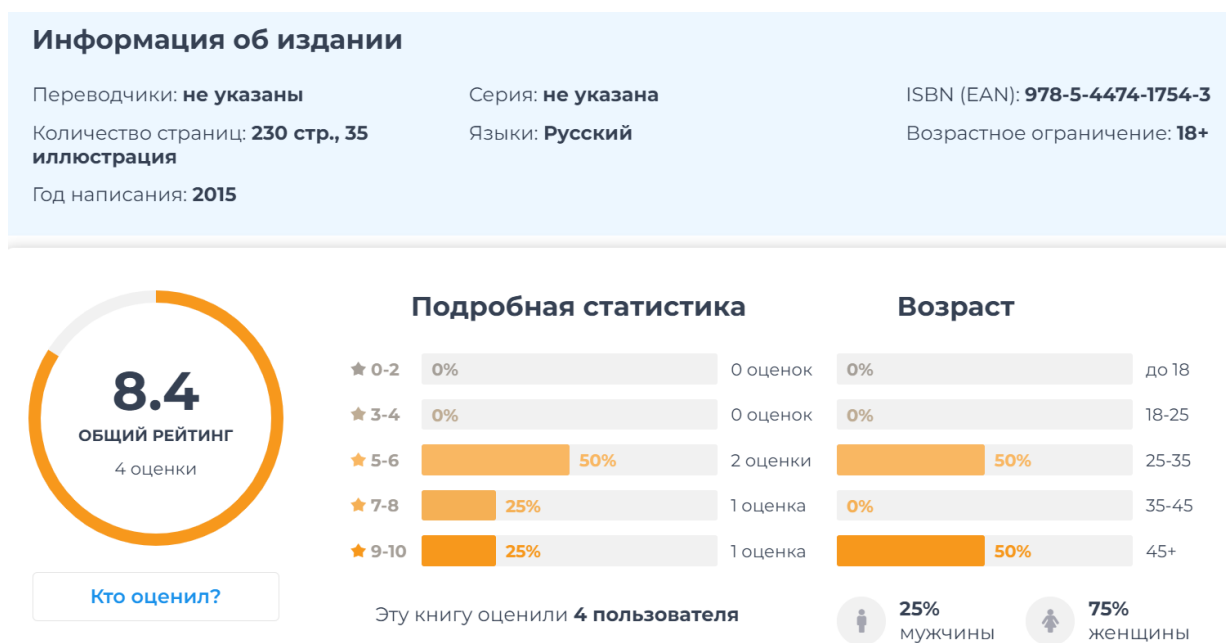 Информация об издании
Переводчики: не указаны
Серия: не указана
ISBN (EAN): 978-5-4474-1754-3
Количество страниц: 230 стр., 35
иллюстрация
Языки: Русский
Возрастное ограничение: 18+
Год написания: 2015
8.4
ОБЩИЙ РЕЙТИНГ
4 оценки
Кто оценил?
Подробная статистика
0-2 0% 0 оценок
3-4 0% 0 оценок
5-6 50% 2 оценки
7-8 25% 1 оценка
9-10 25% 1 оценка
Эту книгу оценили 4 пользователя
Возраст
0% до 18
0% 18-25
50% 25-35
0% 35-45
50% 45+
25%
мужчины
75%
женщины